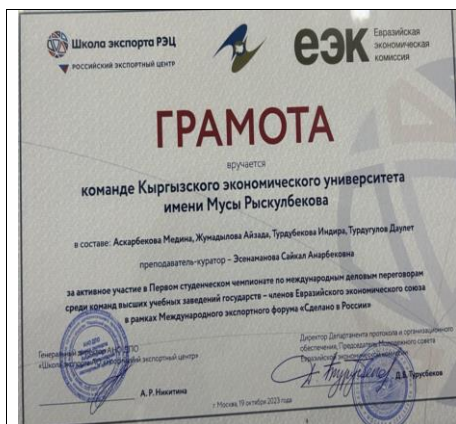 Школа экспорта РЭЦ
РОССИЙСКИЙ ЭКСПОРТНЫЙ ЦЕНТР
еэк
Евразийская
экономическая
комиссия
ГРАМОТА
вручается
команде Кыргызского экономического университета
имени Мусы Рыскулбекова
в составе: Аскарбекова Медина, Жумадылова Айзада, Турдубекова Индира, Турдугулов Даулет
преподаватель-куратор – Эсенаманова Сайкал Анарбековна
за активное участие в Первом студенческом чемпионате по международным деловым переговорам
среди команд высших учебных заведений государств – членов Евразийского экономического союза
в рамках Международного экспортного форума «Сделано в России»
Генеральный директор АНО ДПО
«Школа экспорта Российский экспортный центр»
А. Р. Никитина
Директор Департамента протокола и организационного
обеспечения, Председатель Молодежного совета
Евразийской экономической комиссии
Д.В. Турусбеков
г. Москва, 19 октября 2023 года